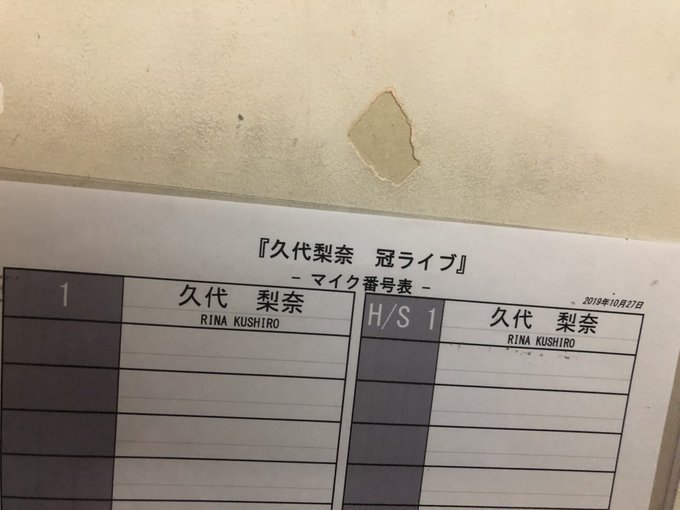 『久代梨奈　冠ライブ』
- マイク番号表 -
2019年10月27日
1
久代　梨奈
RINA KUSHIRO
H/S 1
久代　梨奈
RINA KUSHIRO